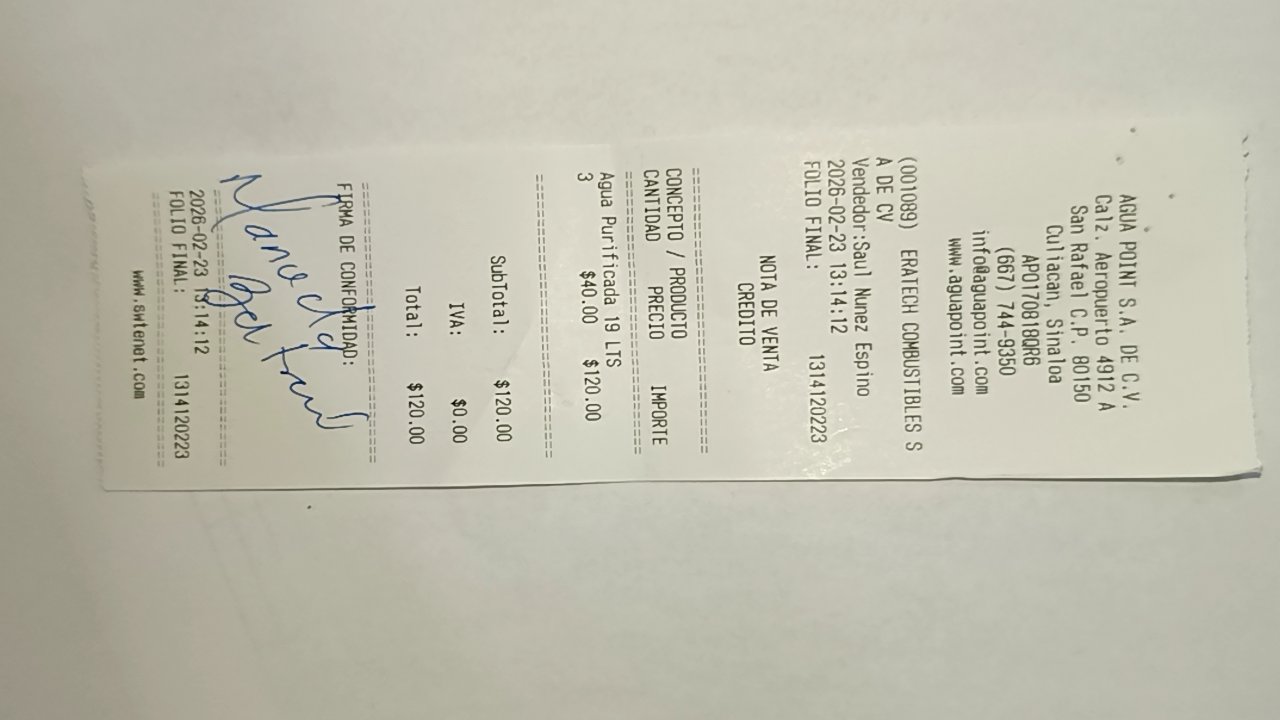 AGUA POINT S.A. DE C.V.
Calz. Aeropuerto 4912 A
San Rafael C.P. 80150
Culiacan, Sinaloa
APO170818QR6
(667) 744-9350
info@aguapoint.com
www.aguapoint.com
(001089) ERATECH COMBUSTIBLES S
A DE CV
Vendedor:Saul Nunez Espino
2026-02-23 13:14:12
FOLIO FINAL: 1314120223
NOTA DE VENTA
CREDITO
================================
CONCEPTO / PRODUCTO
CANTIDAD PRECIO IMPORTE
================================
Agua Purificada 19 LTS
3 $40.00 $120.00
================================
SubTotal: $120.00
IVA: $0.00
Total: $120.00
================================
FIRMA DE CONFORMIDAD:
================================
2026-02-23 13:14:12
FOLIO FINAL: 1314120223
================================
www.swtenet.com